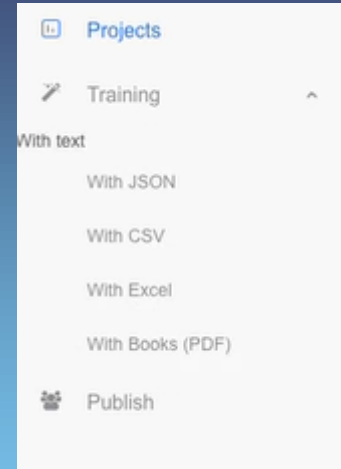 Projects
Training
With text
With JSON
With CSV
With Excel
With Books (PDF)
Publish